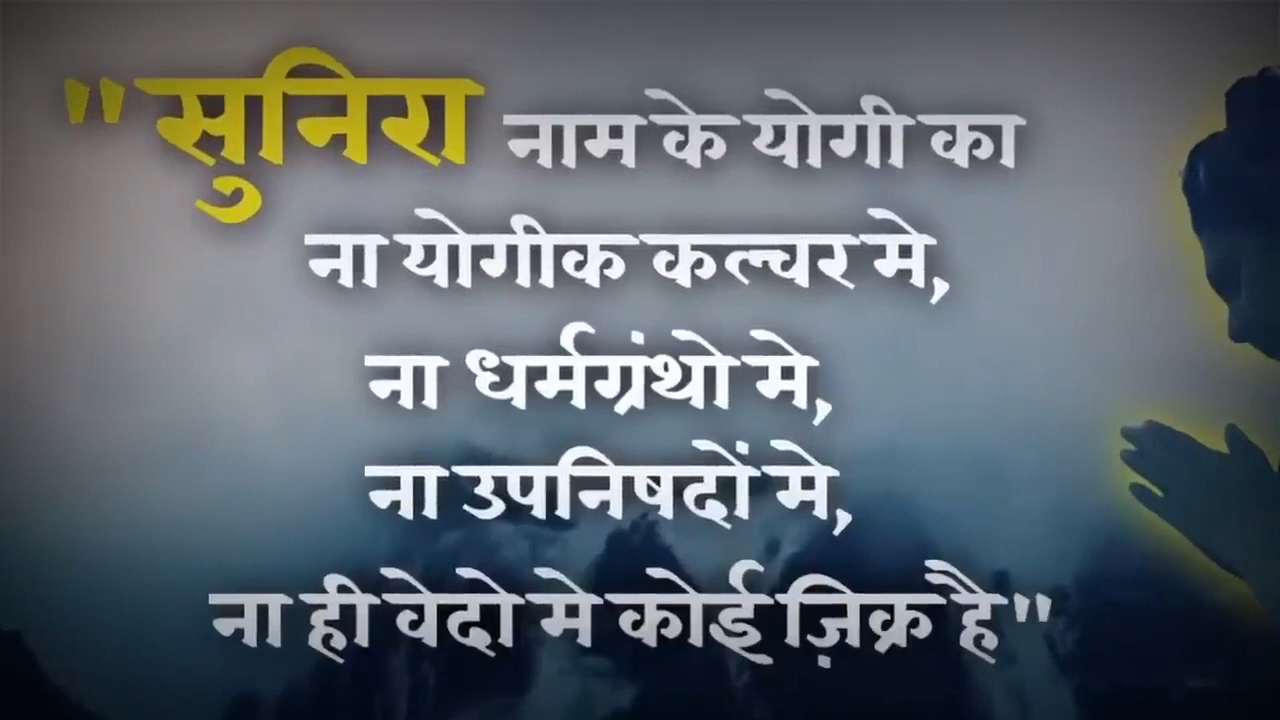 "सुनिरा नाम के योगी का
ना योगीक कल्चर मे,
ना धर्मग्रंथो मे,
ना उपनिषदों मे,
ना ही वेदो मे कोई ज़िक्र है"